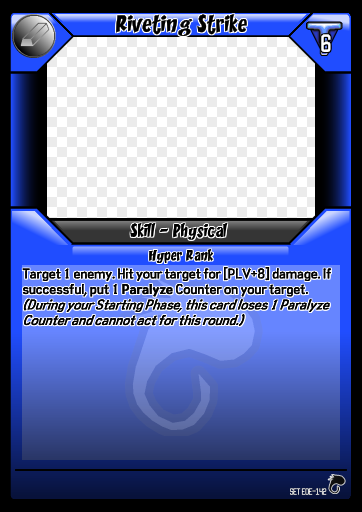 Riveting Strike
6
Skill - Physical
Hyper Rank
Target 1 enemy. Hit your target for [PLV+8] damage. If
successful, put 1 Paralyze Counter on your target.
(During your Starting Phase, this card loses 1 Paralyze
Counter and cannot act for this round.)
SET EOE-142